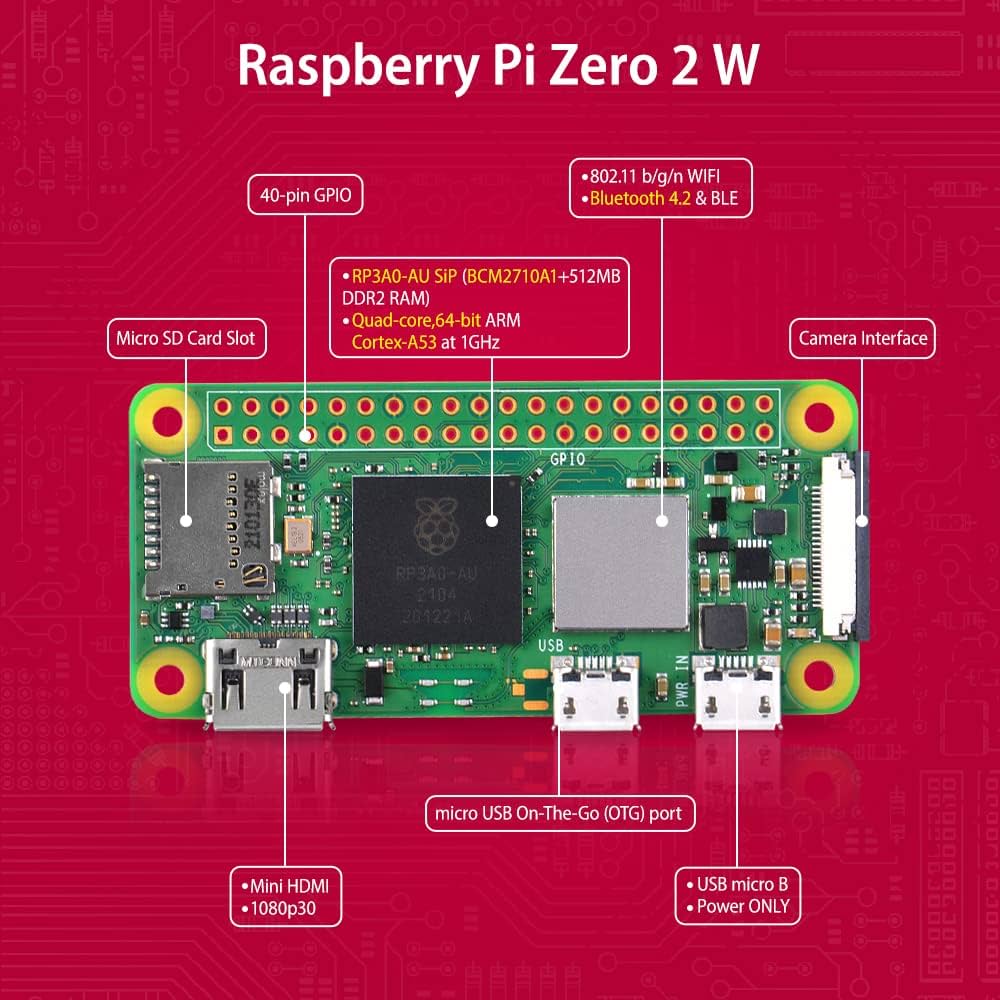 Raspberry Pi Zero 2 W
•802.11 b/g/n WIFI
•Bluetooth 4.2 & BLE
40-pin GPIO
•RP3A0-AU SiP (BCM2710A1+512MB
DDR2 RAM)
•Quad-core,64-bit ARM
Cortex-A53 at 1GHz
Micro SD Card Slot
Camera Interface
GPIO
210130E
RP3A0-AU
2104
201221A
USB
PWR IN
micro USB On-The-Go (OTG) port
•Mini HDMI
•1080p30
•USB micro B
•Power ONLY